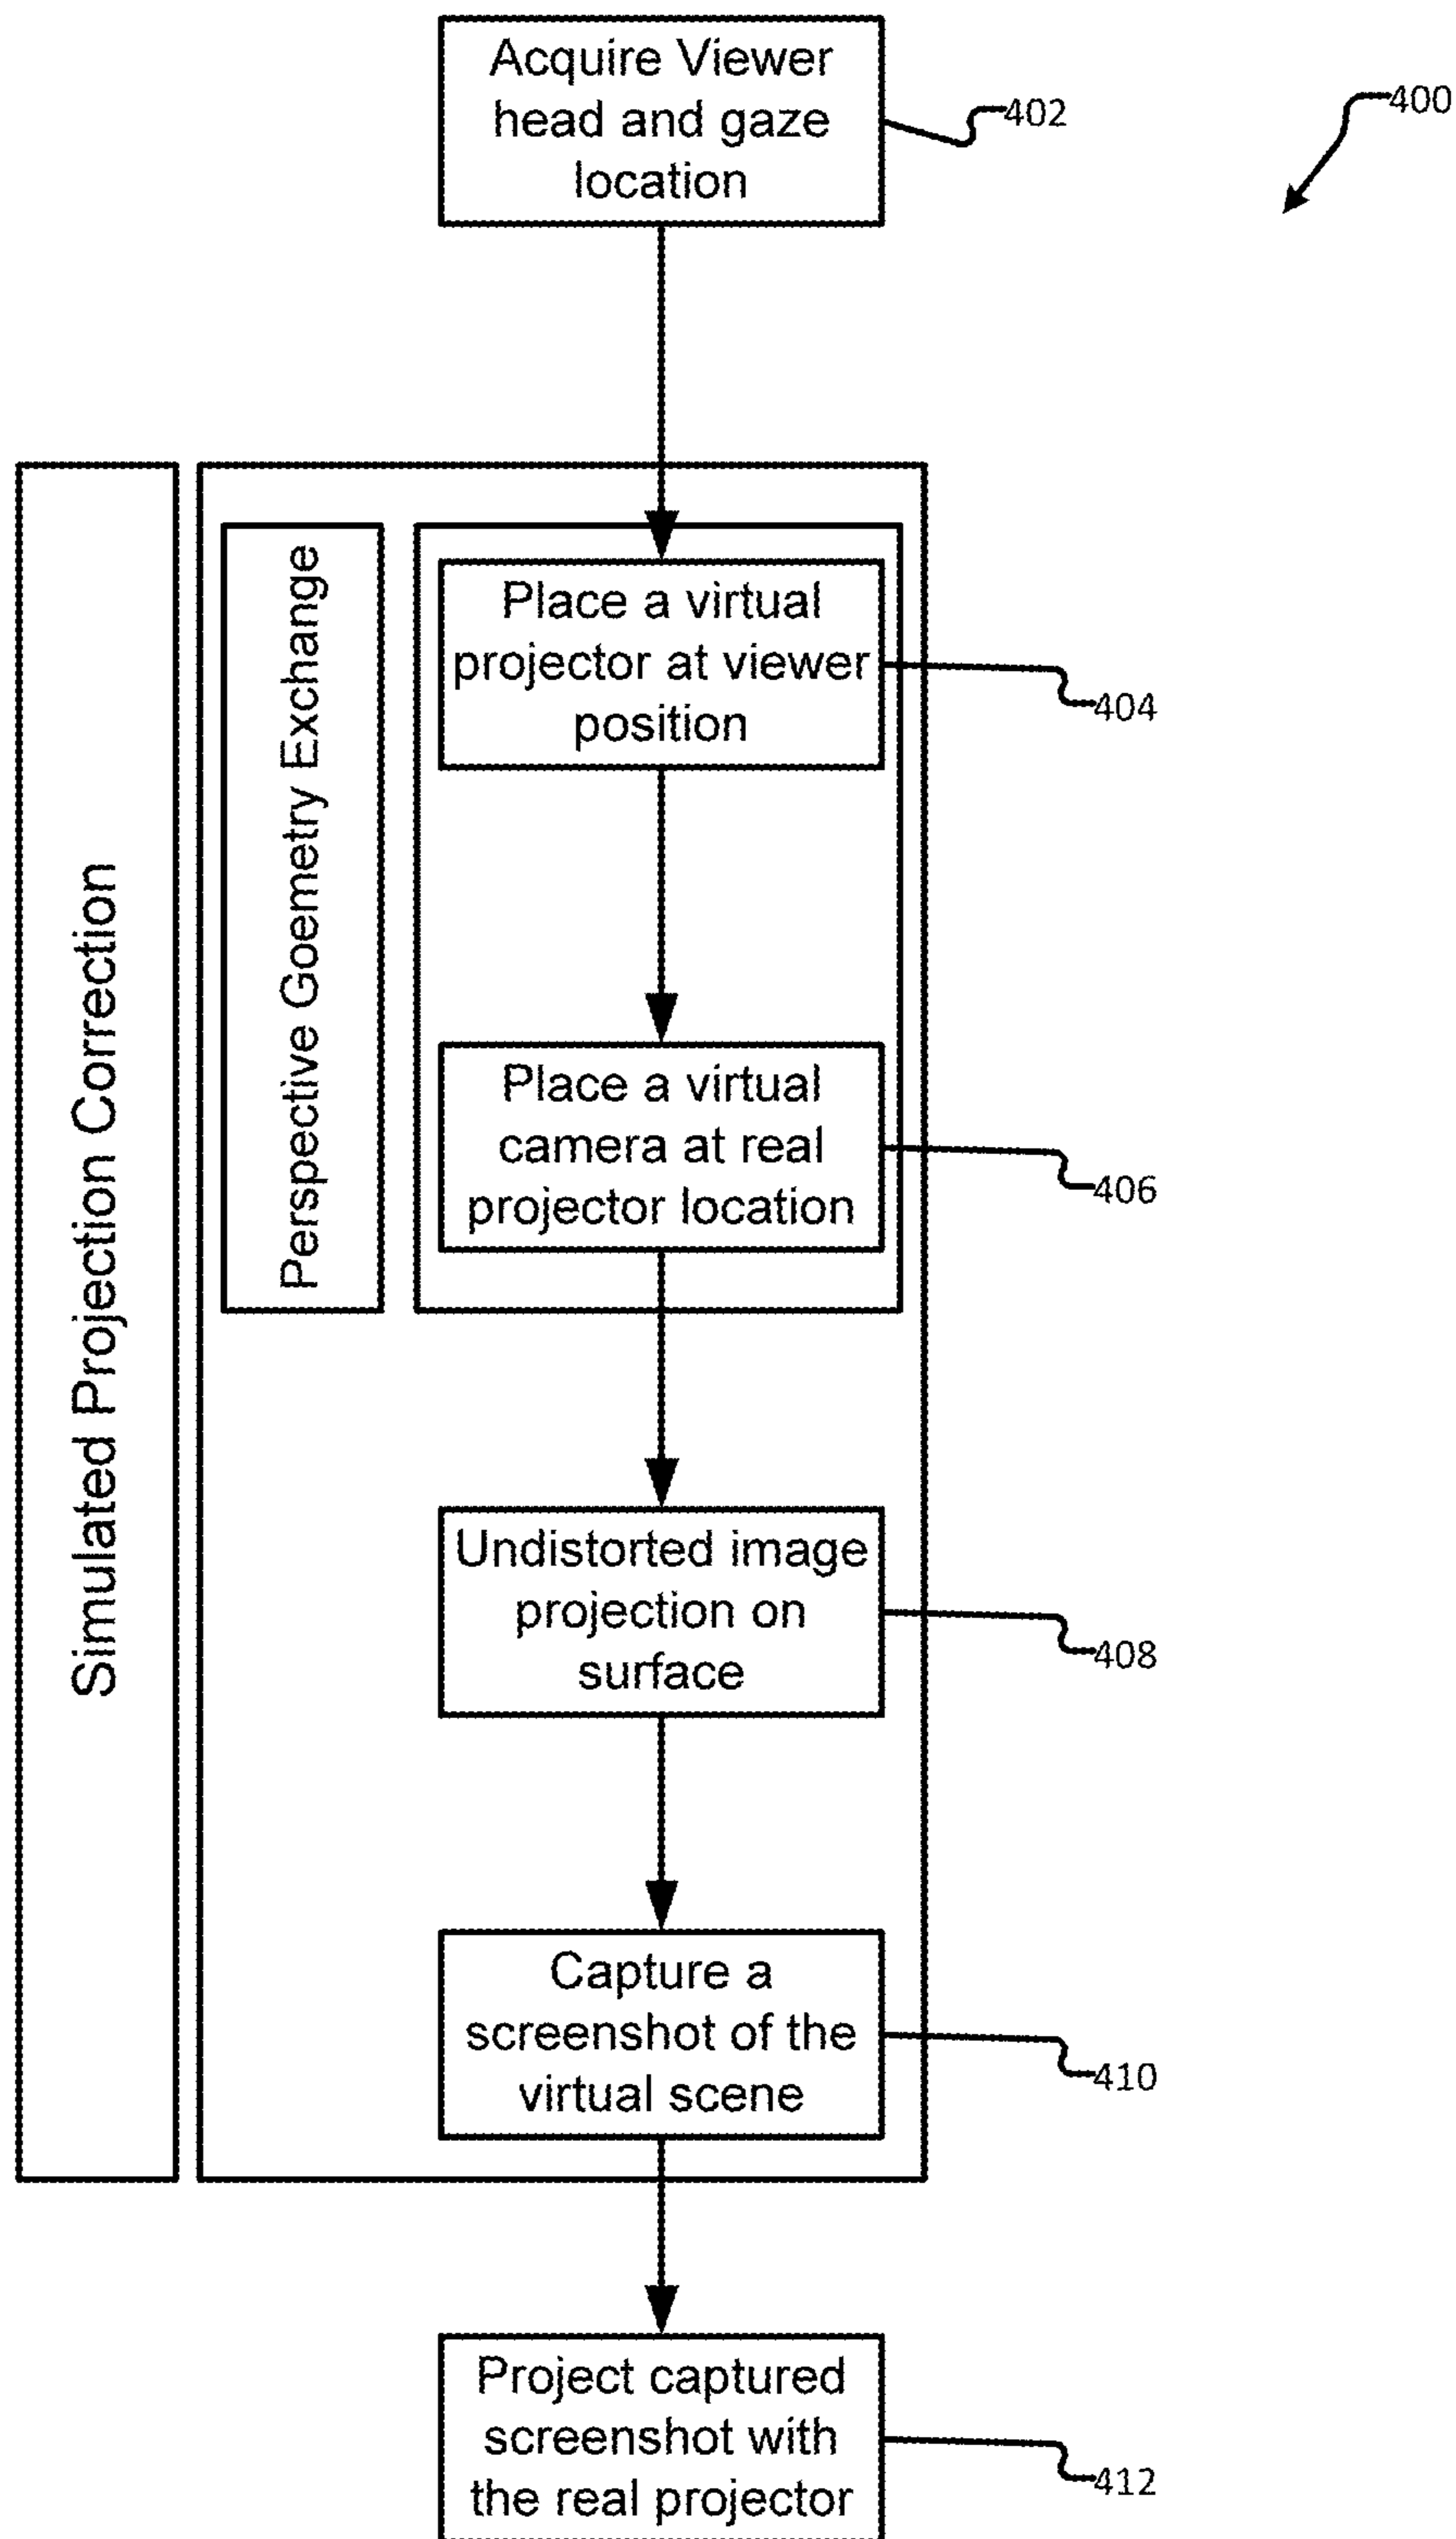 Acquire Viewer
head and gaze
location
402
400
Simulated Projection Correction
Perspective Goemetry Exchange
Place a virtual
projector at viewer
position
404
Place a virtual
camera at real
projector location
406
Undistorted image
projection on
surface
408
Capture a
screenshot of the
virtual scene
410
Project captured
screenshot with
the real projector
412